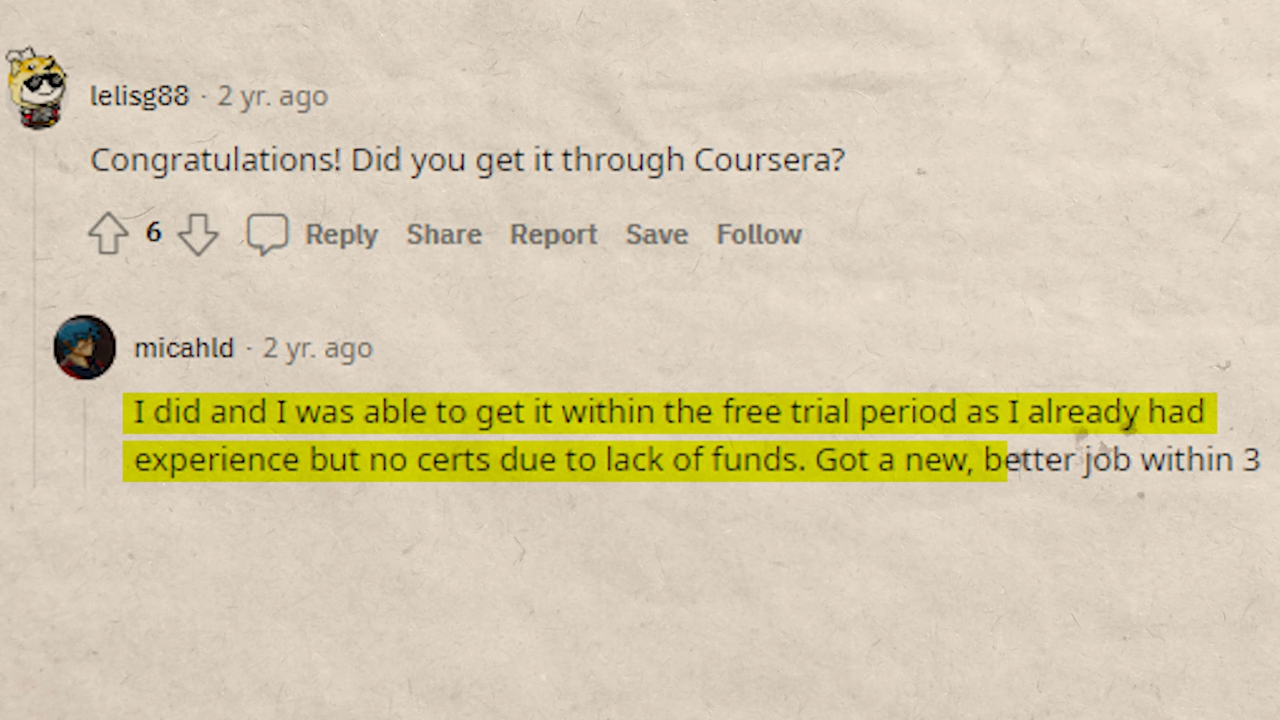 lelisg88 · 2 yr. ago
Congratulations! Did you get it through Coursera?
6 Reply Share Report Save Follow
micahld · 2 yr. ago
I did and I was able to get it within the free trial period as I already had
experience but no certs due to lack of funds. Got a new, better job within 3